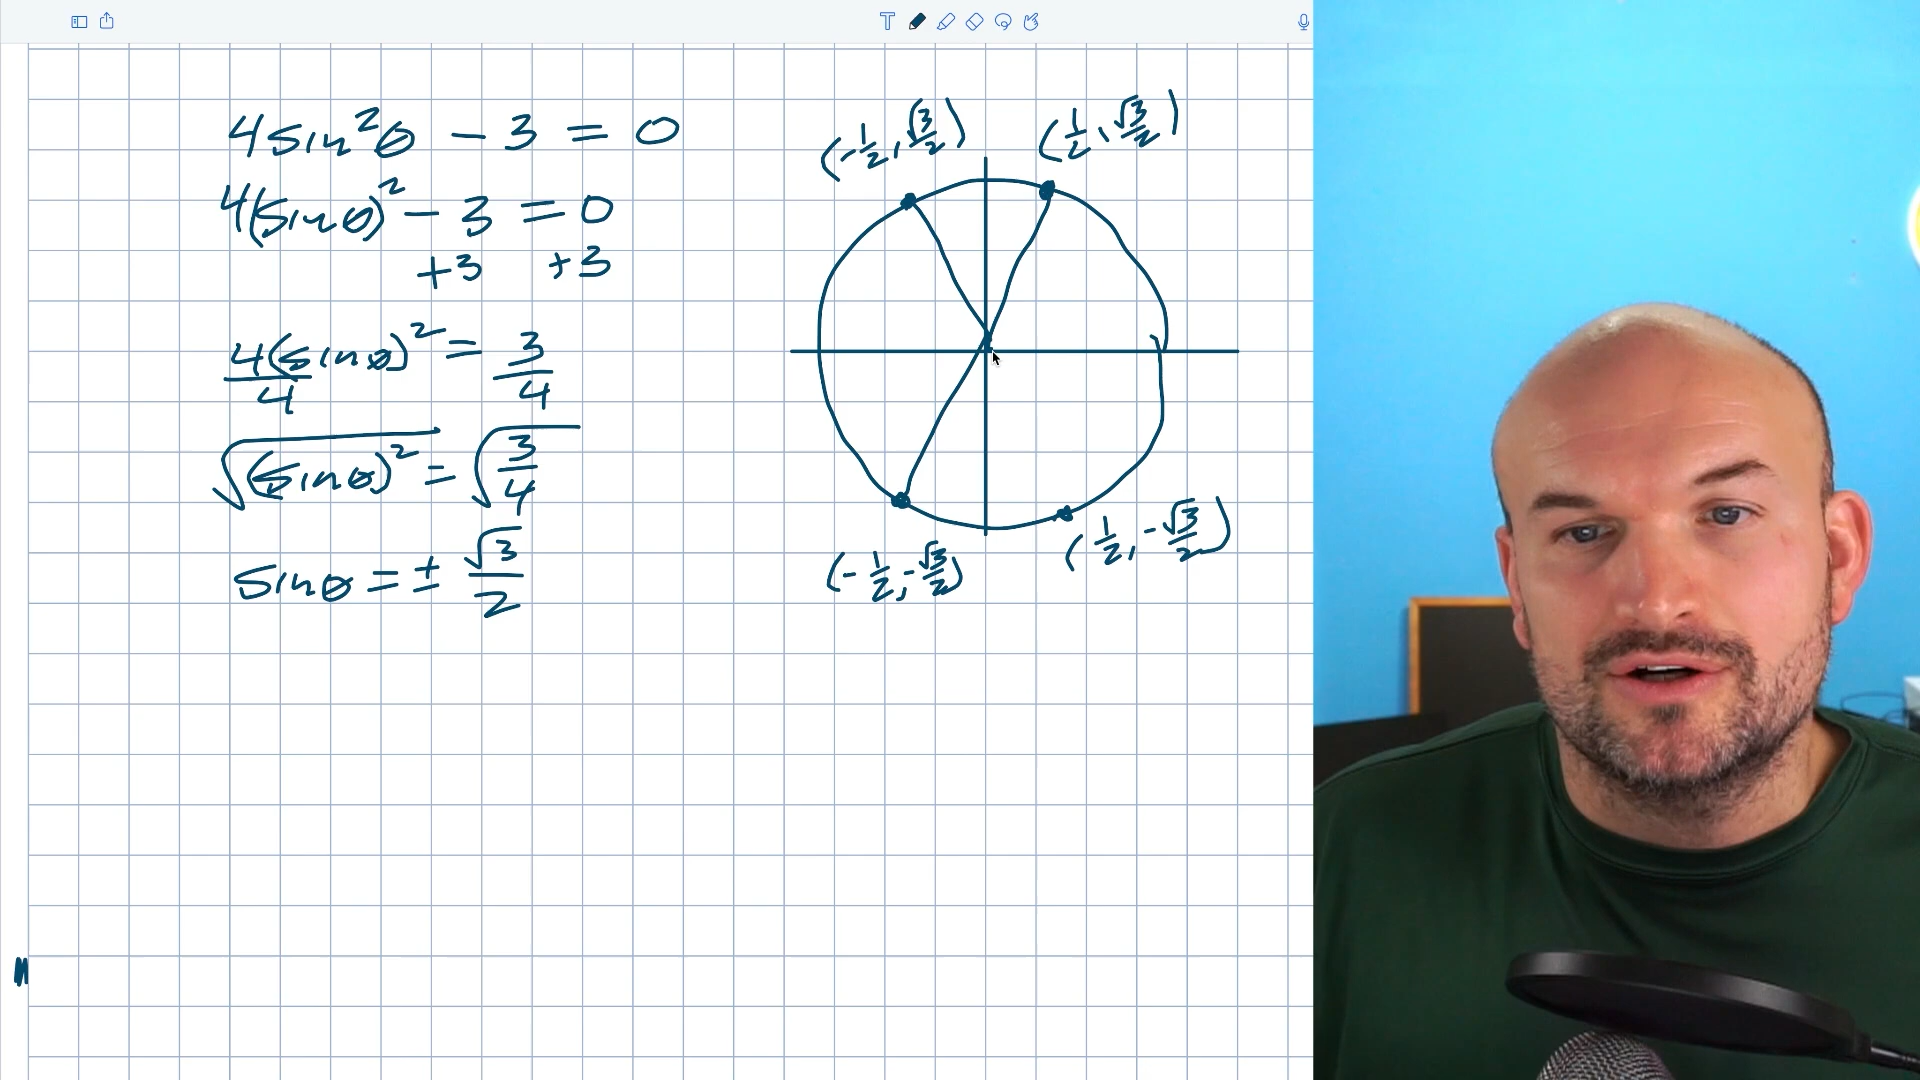 4sin²θ - 3 = 0
4(sinθ)² - 3 = 0
+3 +3
4(sinθ)²/4 = 3/4
√(sinθ)² = √3/4
sinθ = ± √3/2
(-1/2, √3/2)
(1/2, √3/2)
(-1/2, -√3/2)
(1/2, -√3/2)